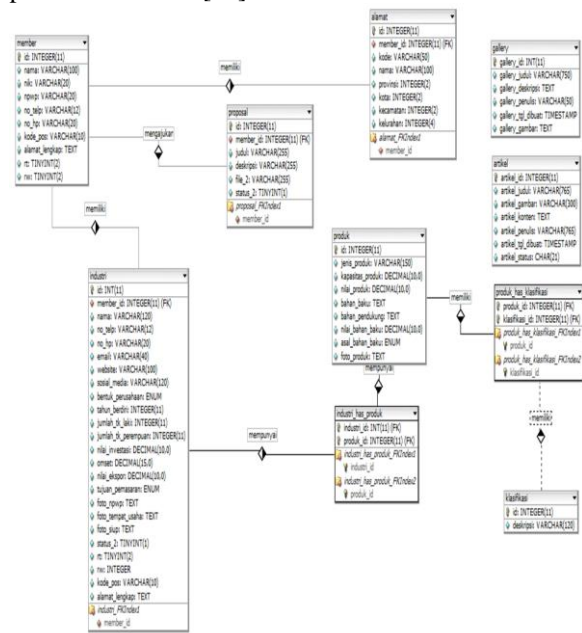 member
id: INTEGER(11)
nama: VARCHAR(100)
nik: VARCHAR(20)
npwp: VARCHAR(20)
no_telp: VARCHAR(12)
no_hp: VARCHAR(20)
kode_pos: VARCHAR(10)
alamat_lengkap: TEXT
rt: TINYINT(2)
rw: TINYINT(2)
memiliki
mengajukan
memiliki
alamat
id: INTEGER(11)
member_id: INTEGER(11) (FK)
kode: VARCHAR(50)
nama: VARCHAR(100)
provinsi: INTEGER(2)
kota: INTEGER(2)
kecamatan: INTEGER(2)
kelurahan: INTEGER(4)
alamat_FKIndex1
member_id
gallery
gallery_id: INT(11)
gallery_judul: VARCHAR(750)
gallery_deskripsi: TEXT
gallery_penulis: VARCHAR(50)
gallery_tgl_dibuat: TIMESTAMP
gallery_gambar: TEXT
proposal
id: INTEGER(11)
member_id: INTEGER(11) (FK)
judul: VARCHAR(255)
deskripsi: VARCHAR(255)
file_2: VARCHAR(255)
status_2: TINYINT(1)
proposal_FKIndex1
member_id
artikel
artikel_id: INTEGER(11)
artikel_judul: VARCHAR(765)
artikel_gambar: VARCHAR(300)
artikel_konten: TEXT
artikel_penulis: VARCHAR(765)
artikel_tgl_dibuat: TIMESTAMP
artikel_status: CHAR(21)
industri
id: INT(11)
member_id: INTEGER(11) (FK)
nama: VARCHAR(120)
no_telp: VARCHAR(12)
no_hp: VARCHAR(20)
email: VARCHAR(40)
website: VARCHAR(100)
sosial_media: VARCHAR(120)
bentuk_perusahaan: ENUM
tahun_berdiri: INTEGER(11)
jumlah_tk_laki: INTEGER(11)
jumlah_tk_perempuan: INTEGER(11)
nilai_investasi: DECIMAL(10,0)
omset: DECIMAL(15,0)
nilai_ekspor: DECIMAL(10,0)
tujuan_pemasaran: ENUM
foto_npwp: TEXT
foto_tempat_usaha: TEXT
foto_siup: TEXT
status_2: TINYINT(1)
rt: TINYINT(2)
rw: INTEGER
kode_pos: VARCHAR(10)
alamat_lengkap: TEXT
industri_FKIndex1
member_id
mempunyai
produk
id: INTEGER(11)
jenis_produk: VARCHAR(150)
kapasitas_produk: DECIMAL(10,0)
nilai_produk: DECIMAL(10,0)
bahan_baku: TEXT
bahan_pendukung: TEXT
nilai_bahan_baku: DECIMAL(10,0)
asal_bahan_baku: ENUM
foto_produk: TEXT
memiliki
mempunyai
produk_has_klasifikasi
produk_id: INTEGER(11) (FK)
klasifikasi_id: INTEGER(11) (FK)
produk_has_klasifikasi_FKIndex1
produk_id
produk_has_klasifikasi_FKIndex2
klasifikasi_id
memiliki
industri_has_produk
industri_id: INT(11) (FK)
produk_id: INTEGER(11) (FK)
industri_has_produk_FKIndex1
industri_id
industri_has_produk_FKIndex2
produk_id
klasifikasi
id: INTEGER(11)
deskripsi: VARCHAR(120)